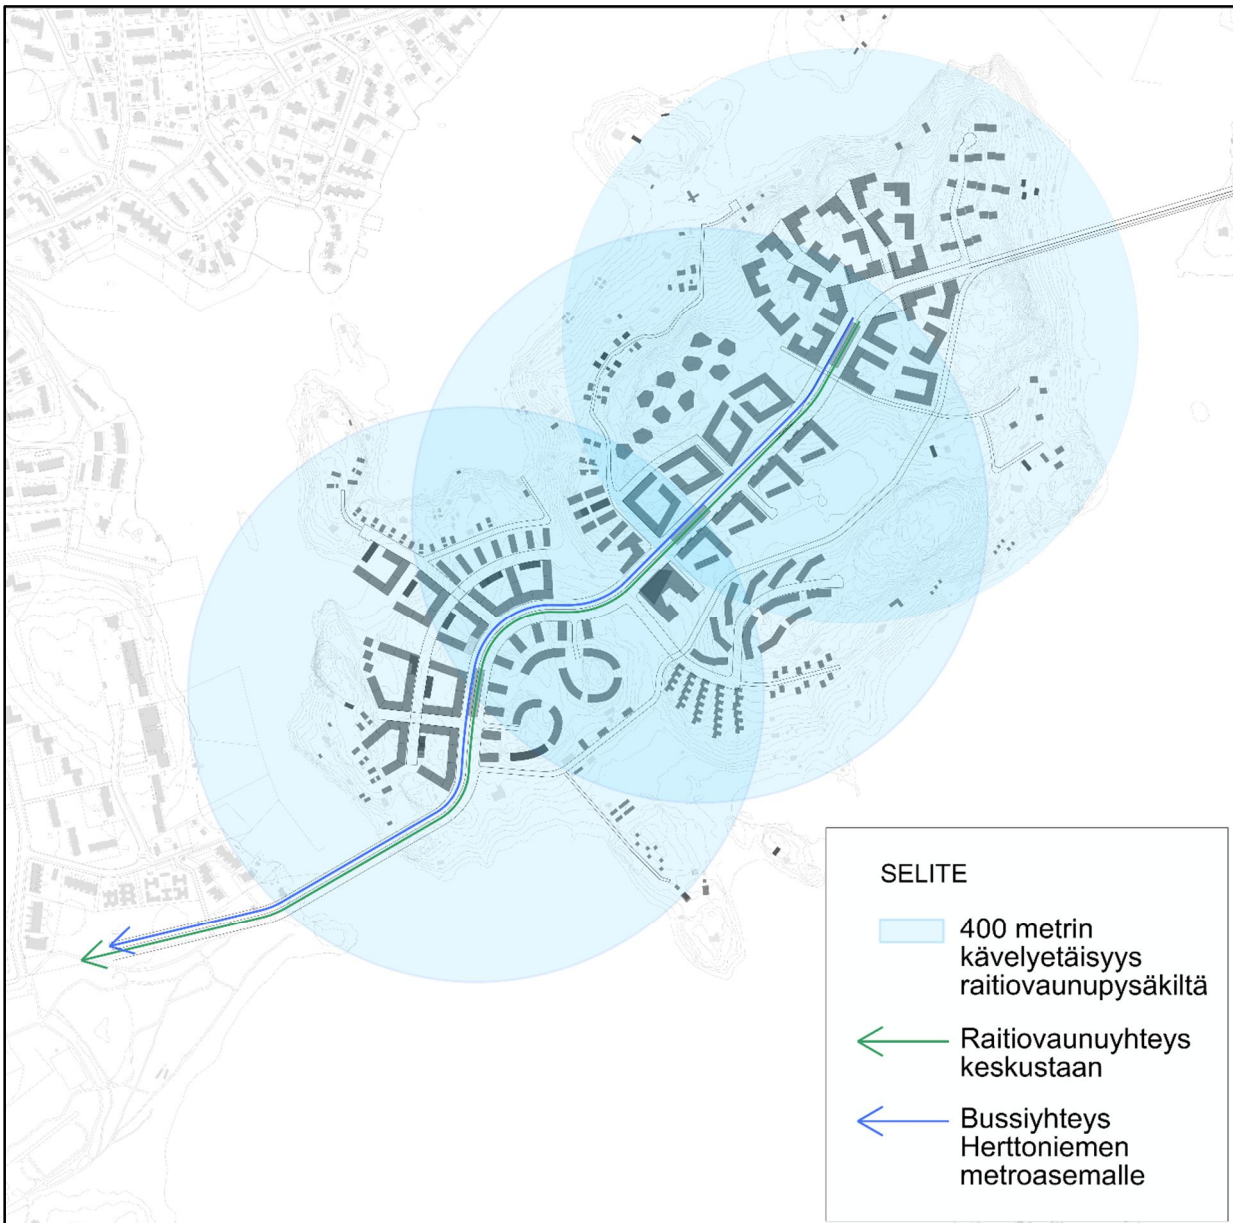 SELITE
400 metrin
kävelyetäisyys
raitiovaunupysäkiltä
Raitiovaunuyhteys
keskustaan
Bussiyhteys
Herttoniemen
metroasemalle